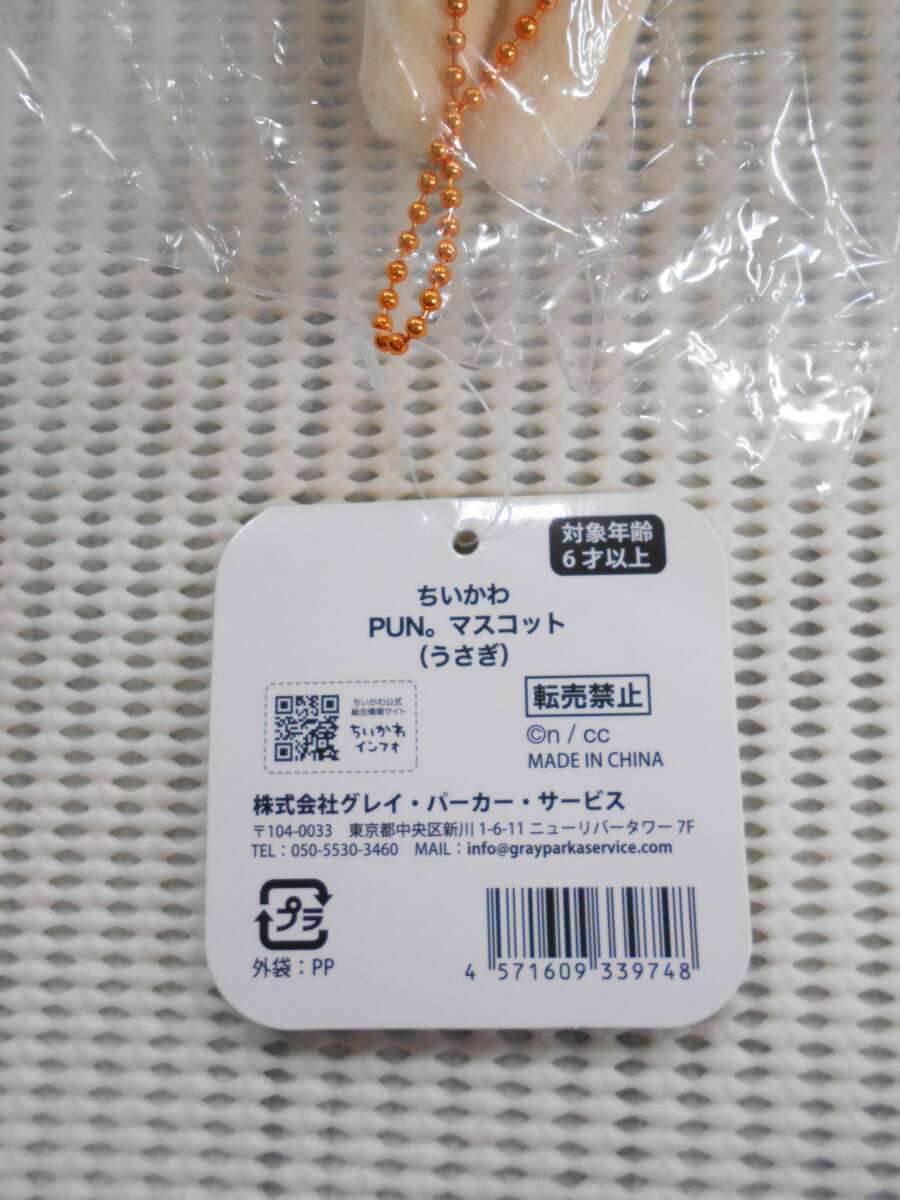 対象年齢
6才以上
ちいかわ
PUN。マスコット
(うさぎ)
ちいかわ公式
総合情報サイト
ちいかわ
インフォ
転売禁止
©n / cc
MADE IN CHINA
株式会社グレイ・パーカー・サービス
〒104-0033 東京都中央区新川 1-6-11 ニューリバータワー 7F
TEL：050-5530-3460 MAIL：info@grayparkaservice.com
プラ
外袋：PP
4 571609 339748